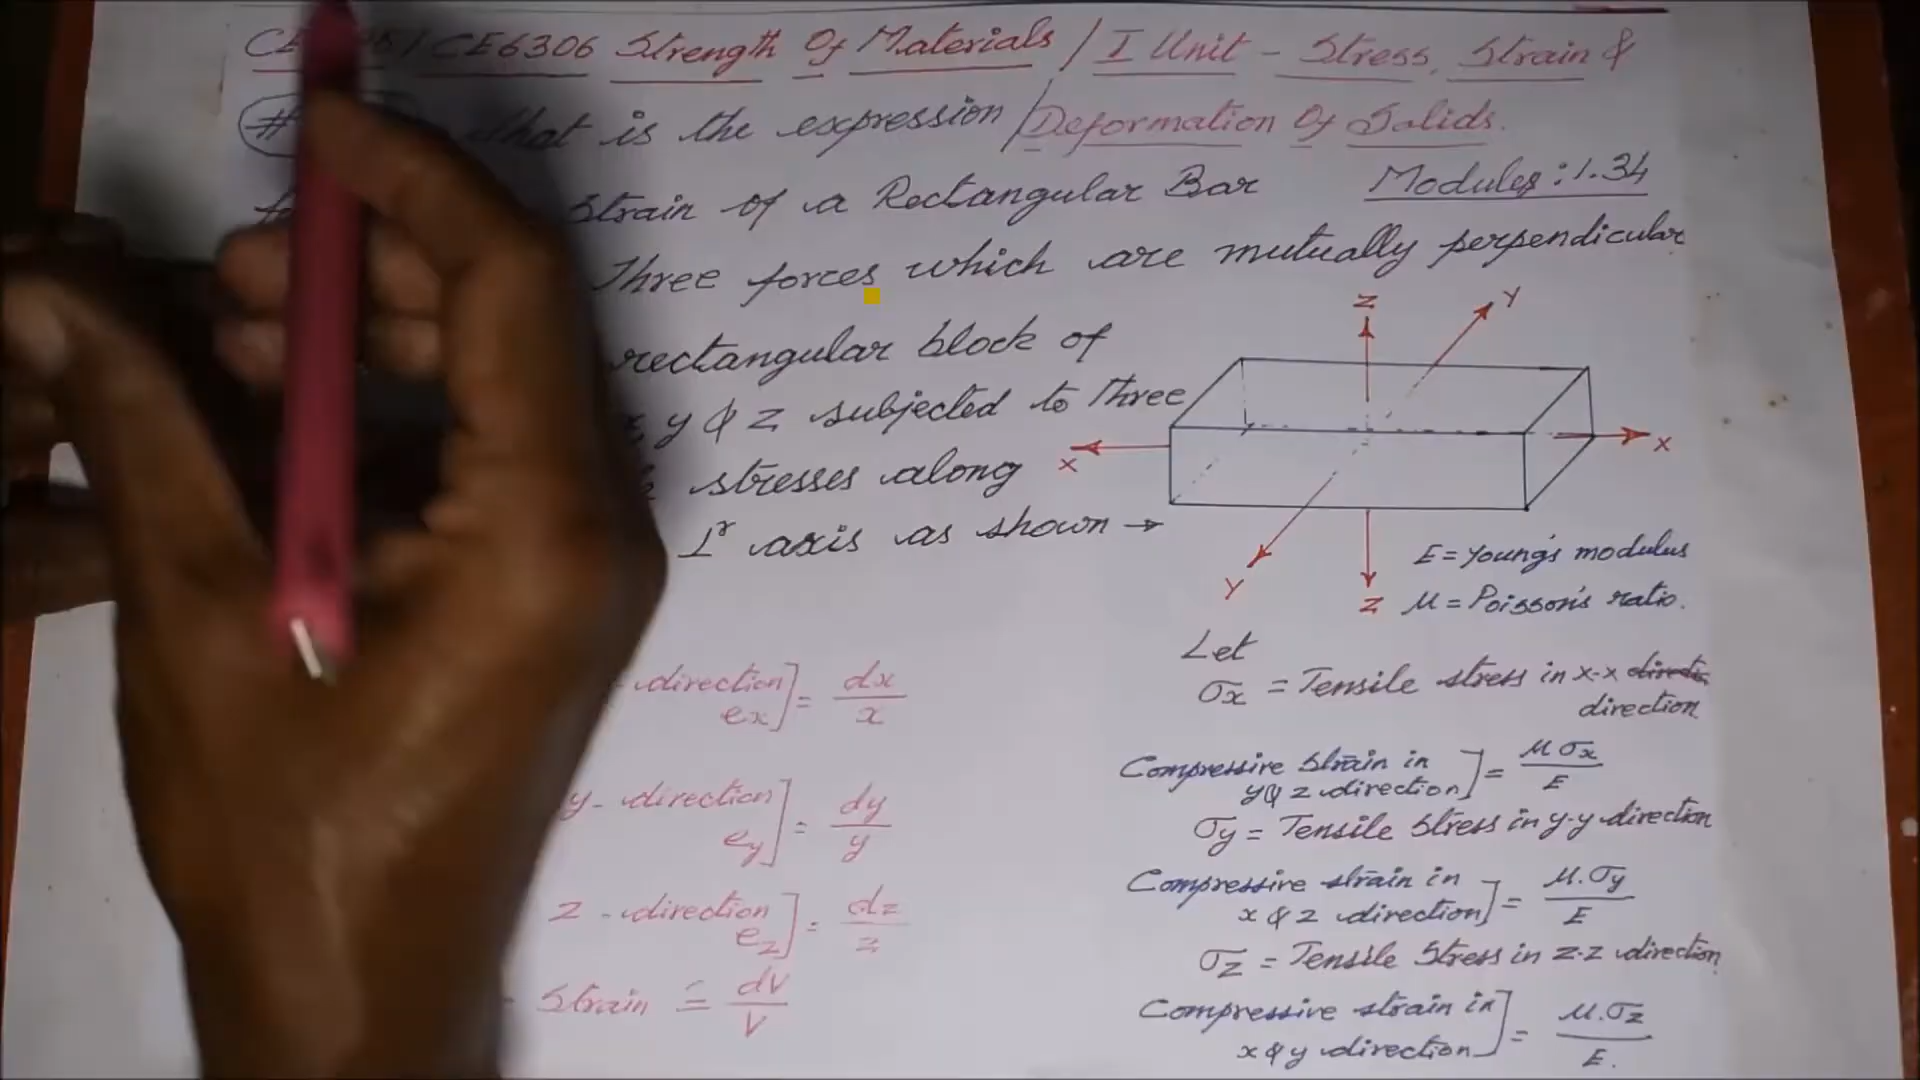 CE6306 Strength Of Materials / I Unit - Stress, Strain &
# what is the expression / Deformation Of Solids.
Strain of a Rectangular Bar Modules: 1.34
Three forces which are mutually perpendicular
rectangular block of
y & z subjected to Three
stresses along
axis as shown →
Z
Y
X
X
Y
Z
E = Young's modulus
μ = Poisson's ratio.
Let
σx = Tensile stress in x-x
direction
Compressive strain in
y & z direction] = μσx/E
σy = Tensile stress in y-y direction
Compressive strain in
x & z direction] = μ.σy/E
σz = Tensile Stress in z-z direction
Compressive strain in
x & y direction] = μ.σz/E.
direction
ex] = dx/x
y- direction
ey] = dy/y
z - direction
ez] = dz/z
Strain = dV/V